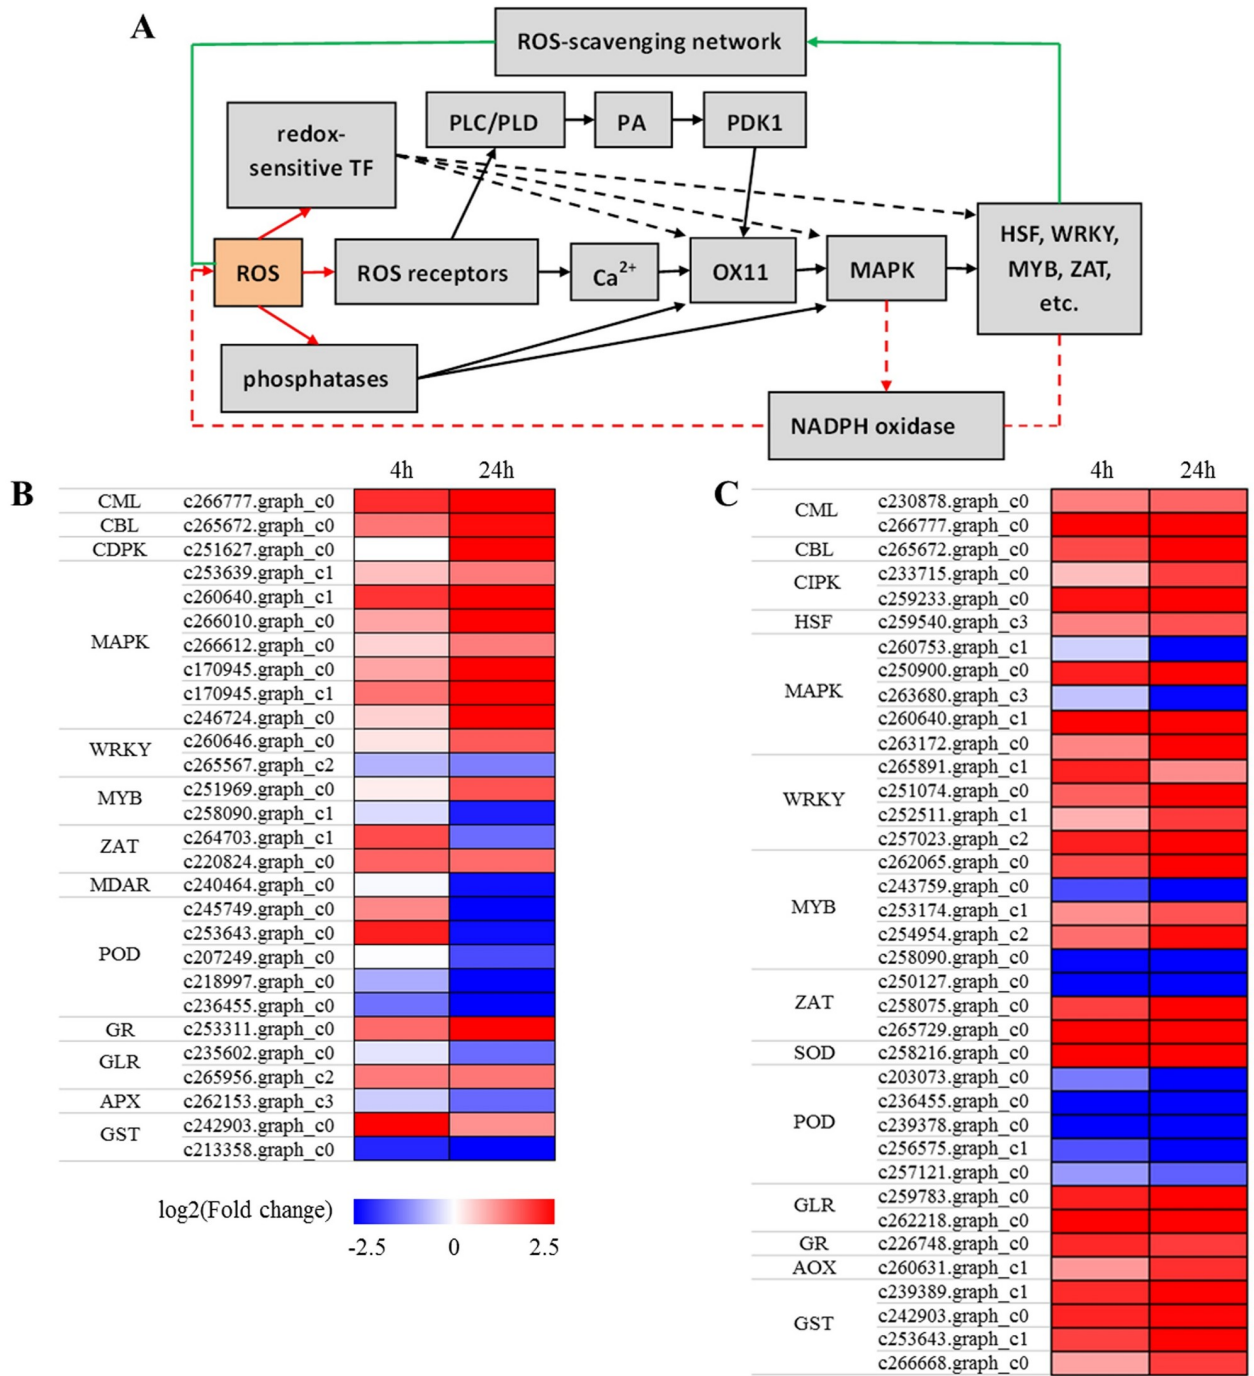 A
ROS-scavenging network
redox-
sensitive TF
PLC/PLD
PA
PDK1
ROS
ROS receptors
Ca2+
OX11
MAPK
HSF, WRKY,
MYB, ZAT,
etc.
phosphatases
NADPH oxidase
B
4h 24h
CML c266777.graph_c0
CBL c265672.graph_c0
CDPK c251627.graph_c0
MAPK
c253639.graph_c1
c260640.graph_c1
c266010.graph_c0
c266612.graph_c0
c170945.graph_c0
c170945.graph_c1
c246724.graph_c0
WRKY
c260646.graph_c0
c265567.graph_c2
MYB
c251969.graph_c0
c258090.graph_c1
ZAT
c264703.graph_c1
c220824.graph_c0
MDAR c240464.graph_c0
POD
c245749.graph_c0
c253643.graph_c0
c207249.graph_c0
c218997.graph_c0
c236455.graph_c0
GR c253311.graph_c0
GLR
c235602.graph_c0
c265956.graph_c2
APX c262153.graph_c3
GST
c242903.graph_c0
c213358.graph_c0
log2(Fold change)
-2.5 0 2.5
C
4h 24h
CML
c230878.graph_c0
c266777.graph_c0
CBL c265672.graph_c0
CIPK
c233715.graph_c0
c259233.graph_c0
HSF c259540.graph_c3
MAPK
c260753.graph_c1
c250900.graph_c0
c263680.graph_c3
c260640.graph_c1
c263172.graph_c0
WRKY
c265891.graph_c1
c251074.graph_c0
c252511.graph_c1
c257023.graph_c2
MYB
c262065.graph_c0
c243759.graph_c0
c253174.graph_c1
c254954.graph_c2
c258090.graph_c0
ZAT
c250127.graph_c0
c258075.graph_c0
c265729.graph_c0
SOD c258216.graph_c0
POD
c203073.graph_c0
c236455.graph_c0
c239378.graph_c0
c256575.graph_c1
c257121.graph_c0
GLR
c259783.graph_c0
c262218.graph_c0
GR c226748.graph_c0
AOX c260631.graph_c1
GST
c239389.graph_c1
c242903.graph_c0
c253643.graph_c1
c266668.graph_c0